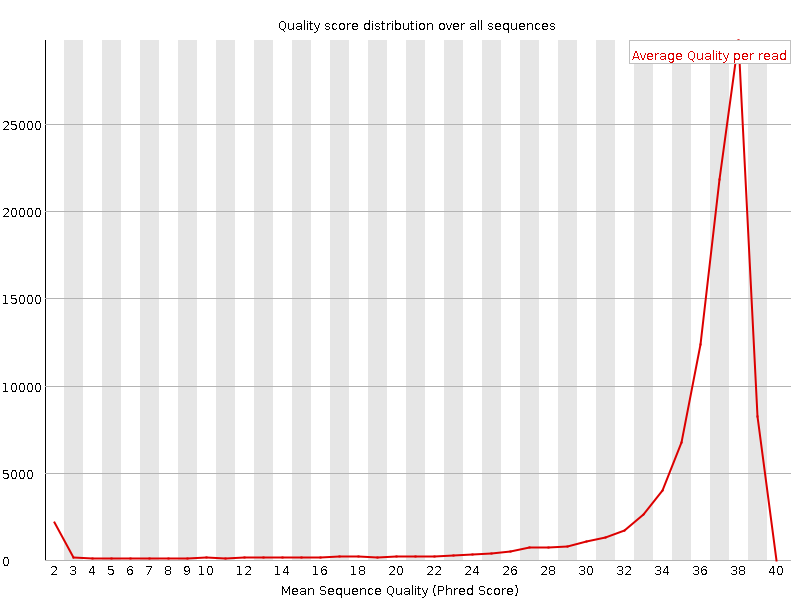 Quality score distribution over all sequences
Average Quality per read
25000
20000
15000
10000
5000
0
2 3 4 5 6 7 8 9 10 12 14 16 18 20 22 24 26 28 30 32 34 36 38 40
Mean Sequence Quality (Phred Score)